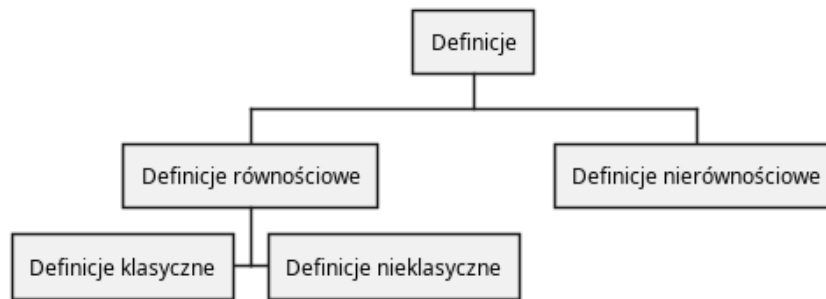 Definicje
Definicje równościowe
Definicje nierównościowe
Definicje klasyczne
Definicje nieklasyczne